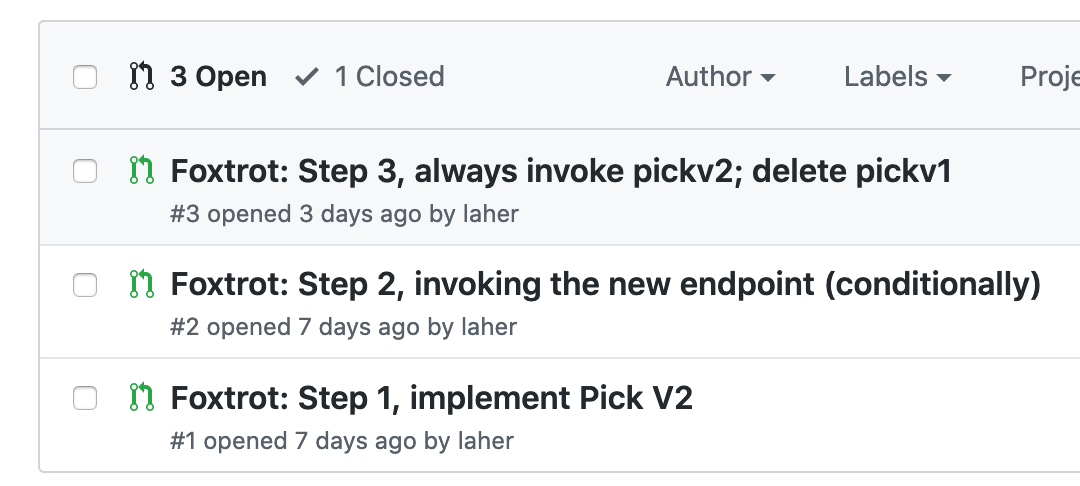 3 Open 1 Closed Author Labels Proje
Foxtrot: Step 3, always invoke pickv2; delete pickv1
#3 opened 3 days ago by laher
Foxtrot: Step 2, invoking the new endpoint (conditionally)
#2 opened 7 days ago by laher
Foxtrot: Step 1, implement Pick V2
#1 opened 7 days ago by laher